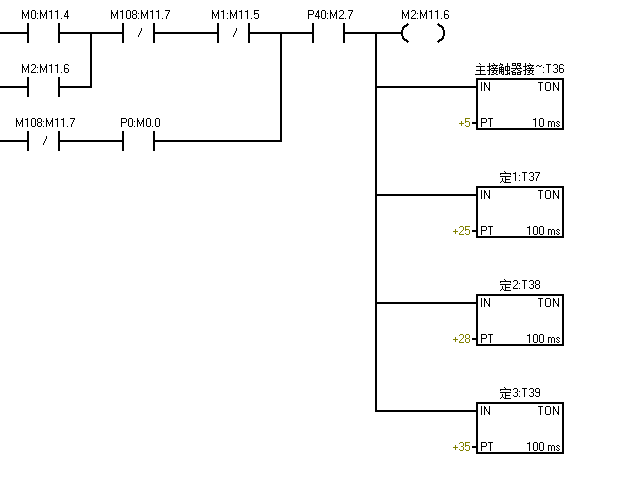 M0:M11.4 M108:M11.7 M1:M11.5 P40:M2.7 M2:M11.6
/ /
M2:M11.6
主接触器接~:T36
IN TON
+5 PT 10 ms
M108:M11.7 P0:M0.0
/
定1:T37
IN TON
+25 PT 100 ms
定2:T38
IN TON
+28 PT 100 ms
定3:T39
IN TON
+35 PT 100 ms